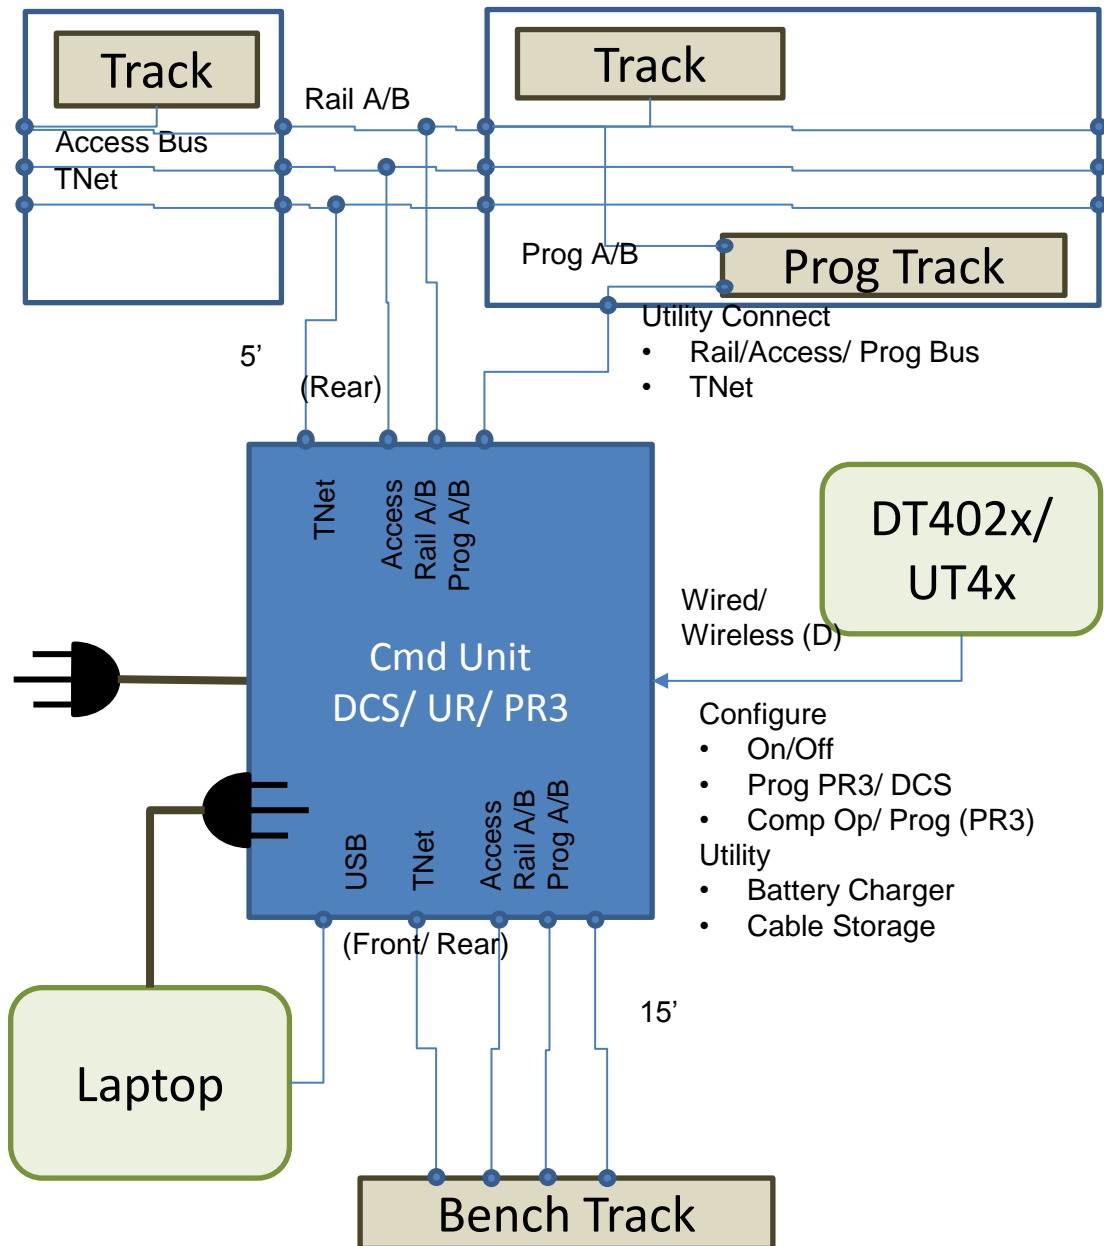 Track
Track
Rail A/B
Access Bus
TNet
Prog A/B
Prog Track
Utility Connect
• Rail/Access/ Prog Bus
• TNet
5’
(Rear)
TNet
Access
Rail A/B
Prog A/B
DT402x/
UT4x
Wired/
Wireless (D)
Cmd Unit
DCS/ UR/ PR3
Configure
• On/Off
• Prog PR3/ DCS
• Comp Op/ Prog (PR3)
Utility
• Battery Charger
• Cable Storage
USB
TNet
Access
Rail A/B
Prog A/B
(Front/ Rear)
15’
Laptop
Bench Track